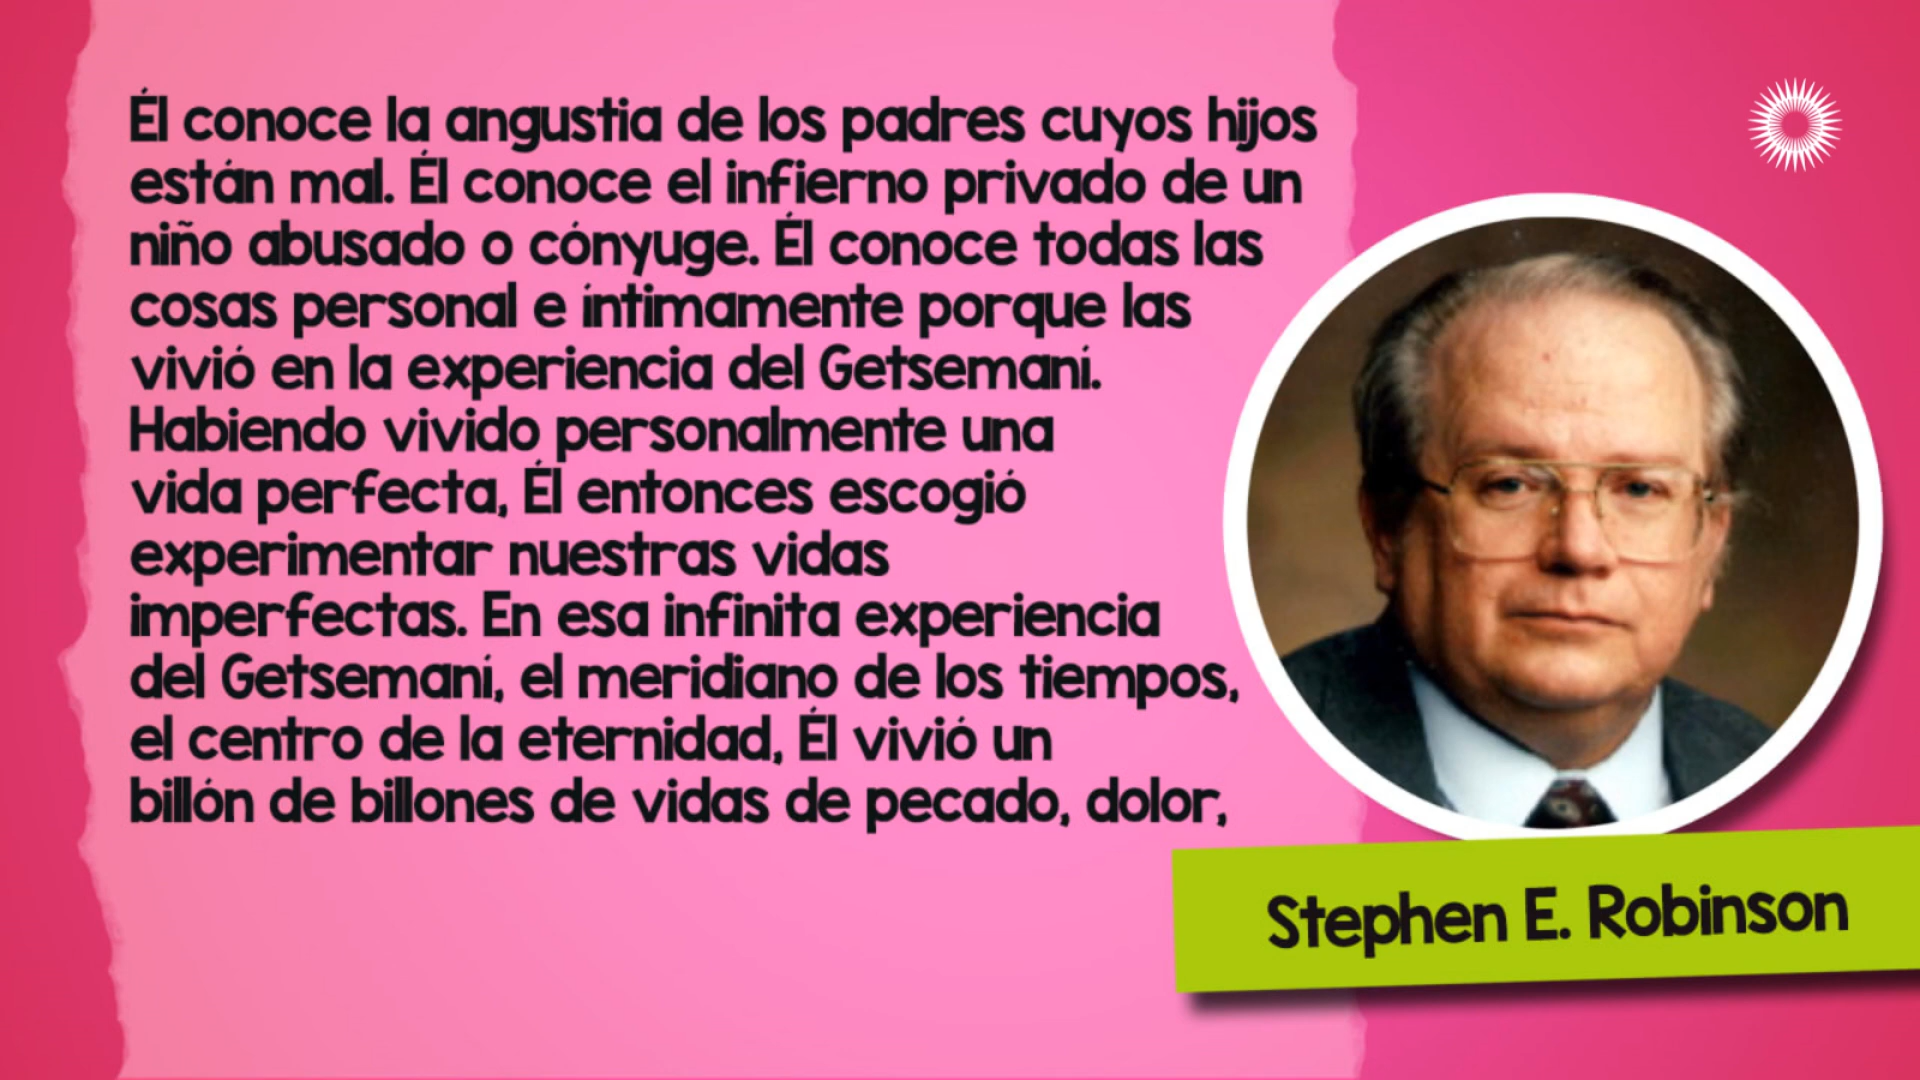 Él conoce la angustia de los padres cuyos hijos
están mal. Él conoce el infierno privado de un
niño abusado o cónyuge. Él conoce todas las
cosas personal e íntimamente porque las
vivió en la experiencia del Getsemaní.
Habiendo vivido personalmente una
vida perfecta, Él entonces escogió
experimentar nuestras vidas
imperfectas. En esa infinita experiencia
del Getsemaní, el meridiano de los tiempos,
el centro de la eternidad, Él vivió un
billón de billones de vidas de pecado, dolor,
Stephen E. Robinson